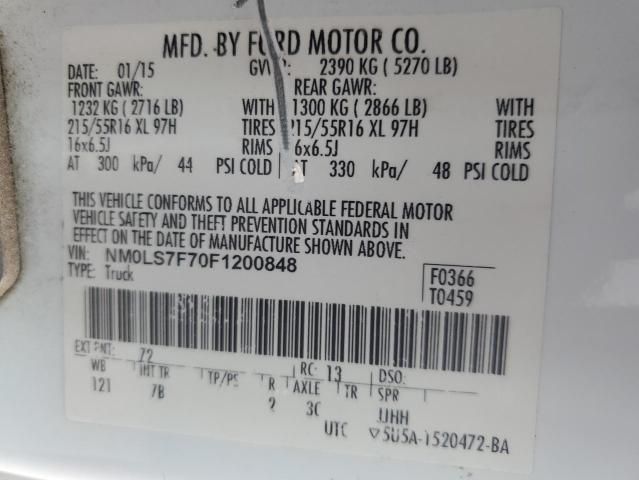 MFD. BY FORD MOTOR CO.
DATE: 01/15 GVWR: 2390 KG ( 5270 LB)
FRONT GAWR: REAR GAWR:
1232 KG ( 2716 LB) WITH 1300 KG ( 2866 LB) WITH
215/55R16 XL 97H TIRES 215/55R16 XL 97H TIRES
16x6.5J RIMS 16x6.5J RIMS
AT 300 kPa/ 44 PSI COLD AT 330 kPa/ 48 PSI COLD
THIS VEHICLE CONFORMS TO ALL APPLICABLE FEDERAL MOTOR
VEHICLE SAFETY AND THEFT PREVENTION STANDARDS IN
EFFECT ON THE DATE OF MANUFACTURE SHOWN ABOVE.
VIN: NM0LS7F70F1200848
TYPE: Truck
F0366
T0459
EXT PNT: Z2 RC: 13 DSO:
WB INT TR TP/PS R AXLE TR SPR
121 7B 2 3C UHH
UTC ▽5U5A-1520472-BA